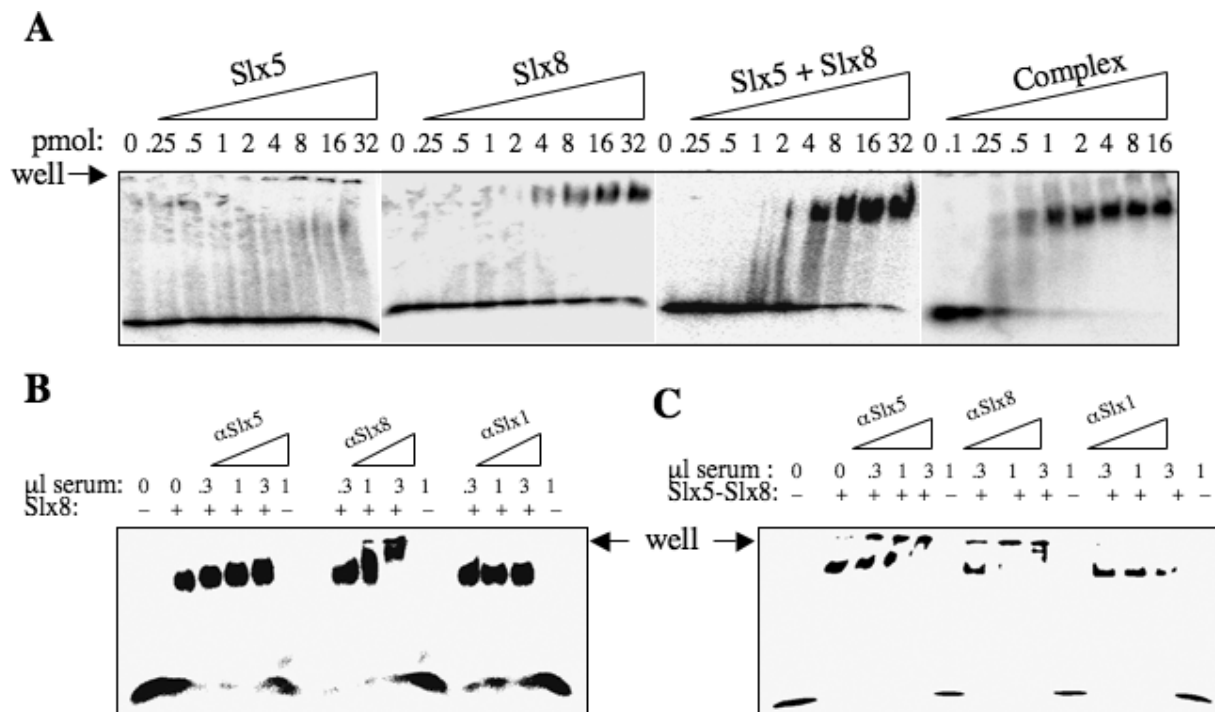 A
Slx5 Slx8 Slx5 + Slx8 Complex
pmol: 0 .25 .5 1 2 4 8 16 32 0 .25 .5 1 2 4 8 16 32 0 .25 .5 1 2 4 8 16 32 0 .1 .25 .5 1 2 4 8 16
well
B
αSlx5 αSlx8 αSlx1
μl serum: 0 0 .3 1 3 1 .3 1 3 1 .3 1 3 1
Slx8: – + + + + – + + + – + + + –
C
αSlx5 αSlx8 αSlx1
μl serum : 0 0 .3 1 3 1 .3 1 3 1 .3 1 3 1
Slx5-Slx8: – + + + + – + + + – + + + –
well